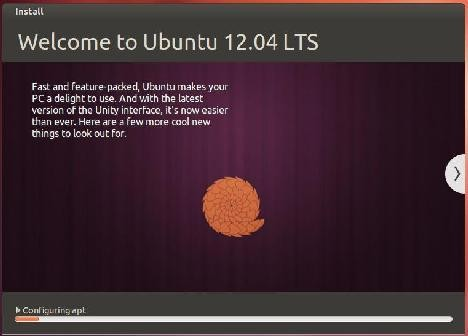 Install
Welcome to Ubuntu 12.04 LTS
Fast and feature-packed, Ubuntu makes your
PC a delight to use. And with the latest
version of the Unity interface, it's now easier
than ever. Here are a few more cool new
things to look out for.
Configuring apt